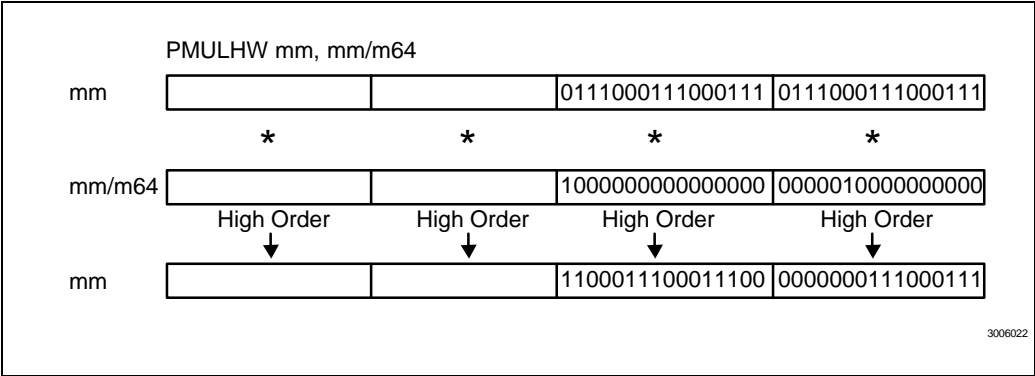 PMULHW mm, mm/m64
mm 0111000111000111 0111000111000111
* * * *
mm/m64 1000000000000000 0000010000000000
High Order High Order High Order High Order
mm 1100011100011100 0000000111000111
3006022